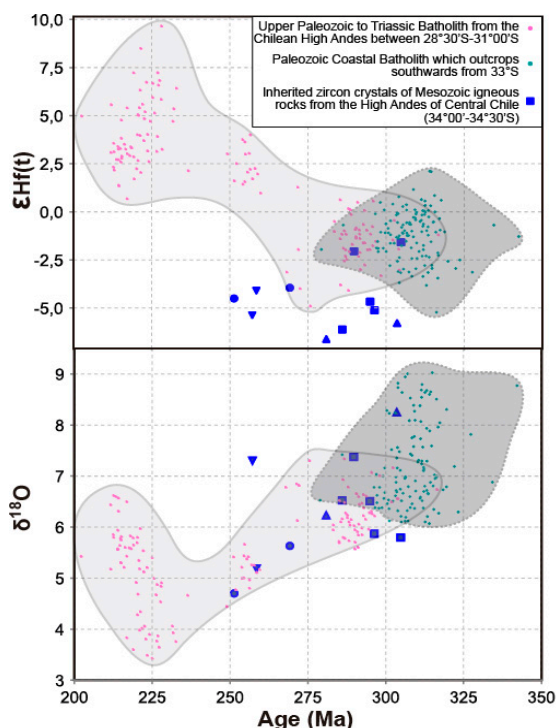 10,0
7,5
5,0
2,5
0,0
-2,5
-5,0
εHf(t)
Upper Paleozoic to Triassic Batholith from the
Chilean High Andes between 28°30'S-31°00'S
Paleozoic Coastal Batholith which outcrops
southwards from 33°S
Inherited zircon crystals of Mesozoic igneous
rocks from the High Andes of Central Chile
(34°00'-34°30'S)
9
8
7
6
5
4
3
δ18O
200 225 250 275 300 325 350
Age (Ma)